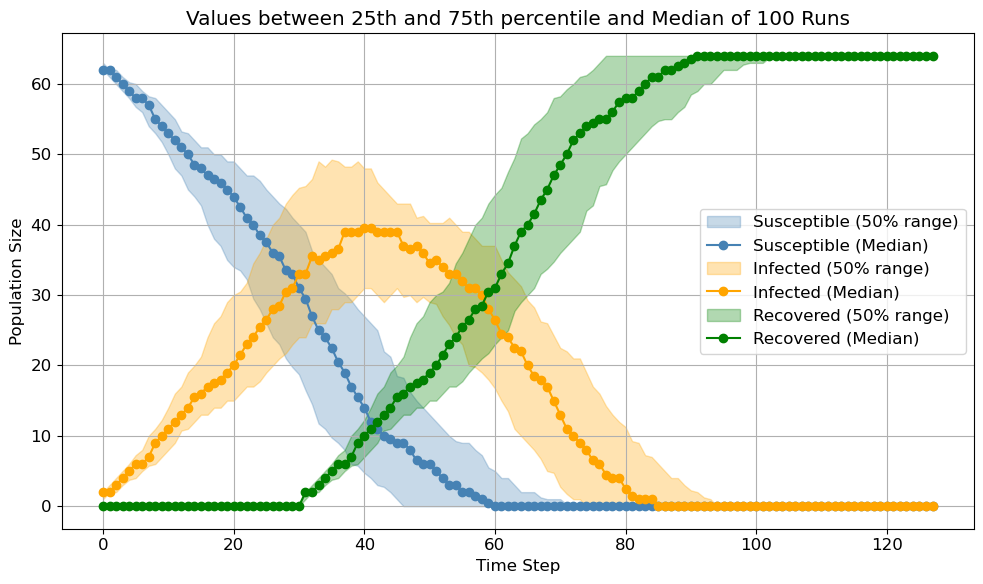 Values between 25th and 75th percentile and Median of 100 Runs
Population Size
60
50
40
30
20
10
0
Susceptible (50% range)
Susceptible (Median)
Infected (50% range)
Infected (Median)
Recovered (50% range)
Recovered (Median)
0 20 40 60 80 100 120
Time Step